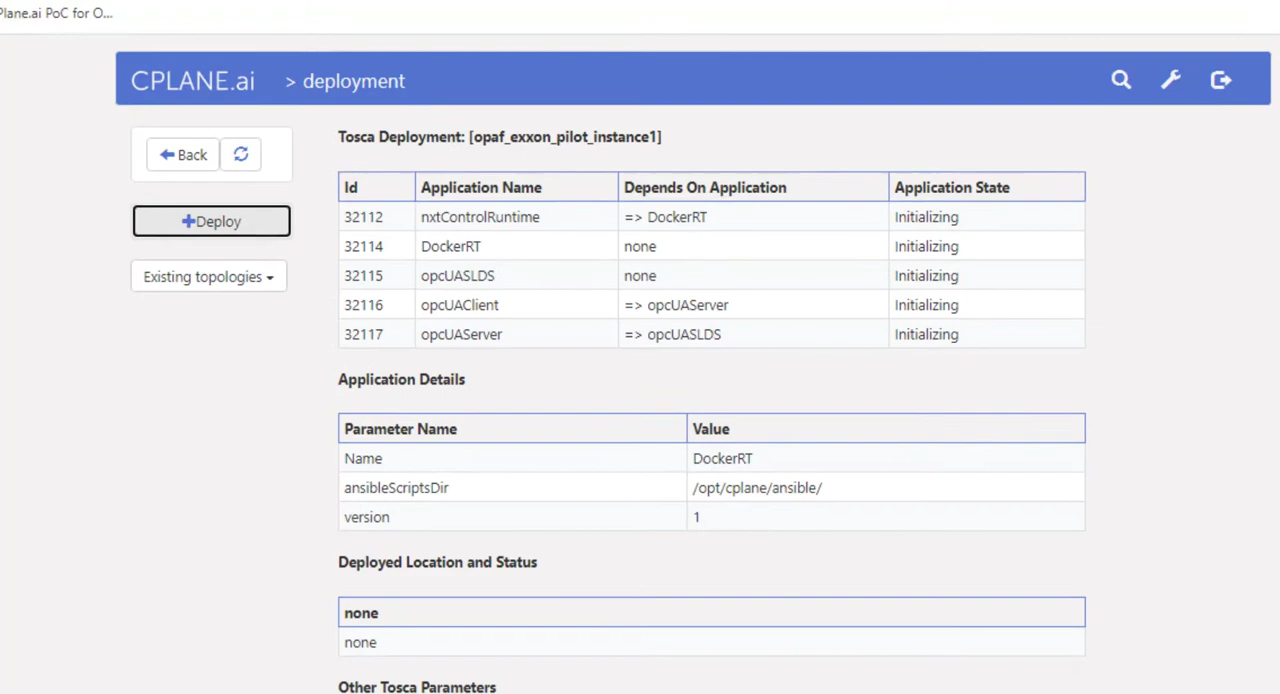 Plane.ai PoC for O...
CPLANE.ai > deployment
Back
Deploy
Existing topologies
Tosca Deployment: [opaf_exxon_pilot_instance1]
Id Application Name Depends On Application Application State
32112 nxtControlRuntime => DockerRT Initializing
32114 DockerRT none Initializing
32115 opcUASLDS none Initializing
32116 opcUAClient => opcUAServer Initializing
32117 opcUAServer => opcUASLDS Initializing
Application Details
Parameter Name Value
Name DockerRT
ansibleScriptsDir /opt/cplane/ansible/
version 1
Deployed Location and Status
none
none
Other Tosca Parameters